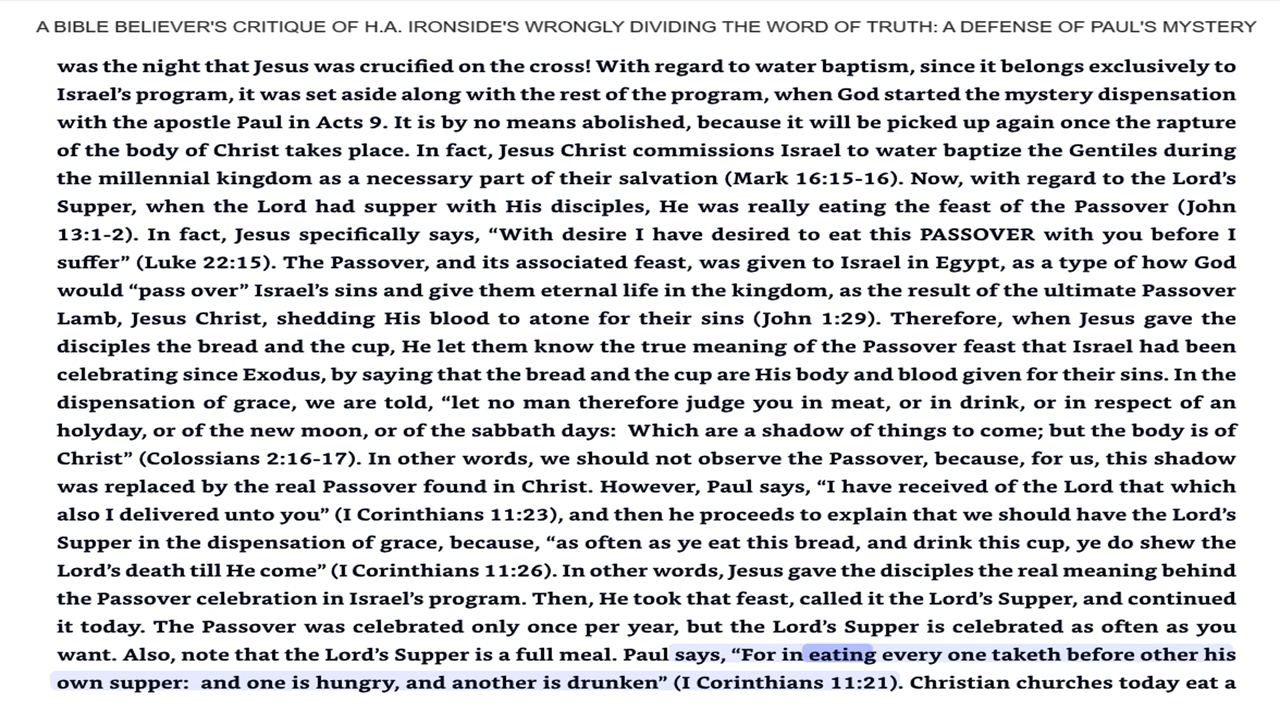 A BIBLE BELIEVER'S CRITIQUE OF H.A. IRONSIDE'S WRONGLY DIVIDING THE WORD OF TRUTH: A DEFENSE OF PAUL'S MYSTERY
was the night that Jesus was crucified on the cross! With regard to water baptism, since it belongs exclusively to
Israel’s program, it was set aside along with the rest of the program, when God started the mystery dispensation
with the apostle Paul in Acts 9. It is by no means abolished, because it will be picked up again once the rapture
of the body of Christ takes place. In fact, Jesus Christ commissions Israel to water baptize the Gentiles during
the millennial kingdom as a necessary part of their salvation (Mark 16:15-16). Now, with regard to the Lord’s
Supper, when the Lord had supper with His disciples, He was really eating the feast of the Passover (John
13:1-2). In fact, Jesus specifically says, “With desire I have desired to eat this PASSOVER with you before I
suffer” (Luke 22:15). The Passover, and its associated feast, was given to Israel in Egypt, as a type of how God
would “pass over” Israel’s sins and give them eternal life in the kingdom, as the result of the ultimate Passover
Lamb, Jesus Christ, shedding His blood to atone for their sins (John 1:29). Therefore, when Jesus gave the
disciples the bread and the cup, He let them know the true meaning of the Passover feast that Israel had been
celebrating since Exodus, by saying that the bread and the cup are His body and blood given for their sins. In the
dispensation of grace, we are told, “let no man therefore judge you in meat, or in drink, or in respect of an
holyday, or of the new moon, or of the sabbath days:  Which are a shadow of things to come; but the body is of
Christ” (Colossians 2:16-17). In other words, we should not observe the Passover, because, for us, this shadow
was replaced by the real Passover found in Christ. However, Paul says, “I have received of the Lord that which
also I delivered unto you” (I Corinthians 11:23), and then he proceeds to explain that we should have the Lord’s
Supper in the dispensation of grace, because, “as often as ye eat this bread, and drink this cup, ye do shew the
Lord’s death till He come” (I Corinthians 11:26). In other words, Jesus gave the disciples the real meaning behind
the Passover celebration in Israel’s program. Then, He took that feast, called it the Lord’s Supper, and continued
it today. The Passover was celebrated only once per year, but the Lord’s Supper is celebrated as often as you
want. Also, note that the Lord’s Supper is a full meal. Paul says, “For in eating every one taketh before other his
own supper:  and one is hungry, and another is drunken” (I Corinthians 11:21). Christian churches today eat a